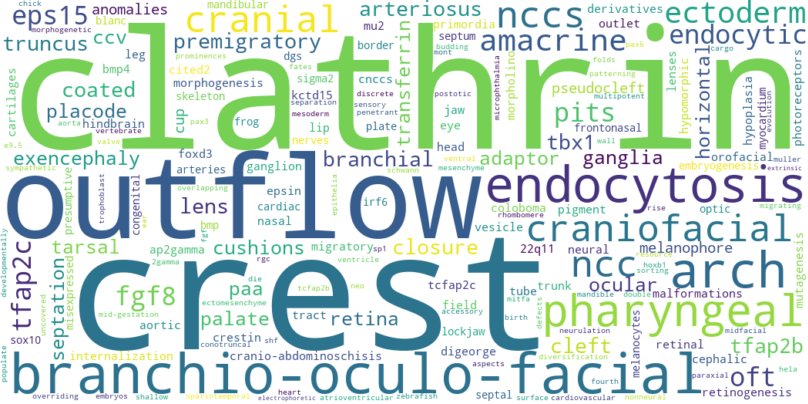 clathrin
outflow
crest
branchio-oculo-facial
endocytosis
pharyngeal
craniofacial
arch
ncc
nccs
cranial
ectoderm
amacrine
endocytic
eps15
anomalies
mandibular
arteriosus
derivatives
chick
blanc
morphogenetic
truncus
ccv
premigratory
transferrin
mu2
septum
primordia
outlet
border
leg
bmp4
dgs
sigma2
folds
patterning
pax6
cargo
budding
mont
prominences
cited2
fates
morphogenesis
cnccs
kctd15
separation
discrete
postotic
multipotent
coated
placode
cup
skeleton
hindbrain
cartilages
aorta
vertebrate
pax3
valve
e9.5
mesoderm
sensory
penetrant
jaw
eye
morpholino
microphthalmia
pseudocleft
pits
tbx1
lenses
hypomorphic
horizontal
hypoplasia
myocardium
evolution
photoreceptors
frontonasal
wall
plate
lip
frog
nerves
head
ventral
mesenchyme
embryogenesis
muller
extrinsic
orofacial
ganglia
adaptor
branchial
exencephaly
foxd3
arteries
ganglion
epsin
cardiac
nasal
irf6
schwann
epithelia
overlapping
sympathetic
presumptive
trophoblast
congenital
ear
lens
bmp
fgf
vesicle
coloboma
pigment
rhombomere
rise
optic
migrating
resource
sorting
hoxb1
melanophore
neural
22q11
ocular
malformations
mutagenesis
trunk
tube
tcfap2c
closure
migratory
sp1
cushions
ap2gamma
tarsal
tfap2c
septation
misexpressed
uncovered
developmentally
fgf8
2gamma
mid-gestation
paa
palate
aortic
rgc
ventricle
die
tcfap2b
neo
ectomesenchyme
tract
retina
field
accessory
lockjaw
birth
mitfa
defects
mandible
double
neurulation
midfacial
cleft
tfap2b
retinal
cephalic
melanocytes
diversification
fourth
paraxial
hela
oft
retinogenesis
nonneural
cardiovascular
surface
sox10
internalization
crestin
conotruncal
shf
digeorge
aspects
cranio-abdominoschisis
populate
overriding
embryos
shallow
spatiotemporal
heart
electrophoretic
atrioventricular
zebrafish
septal